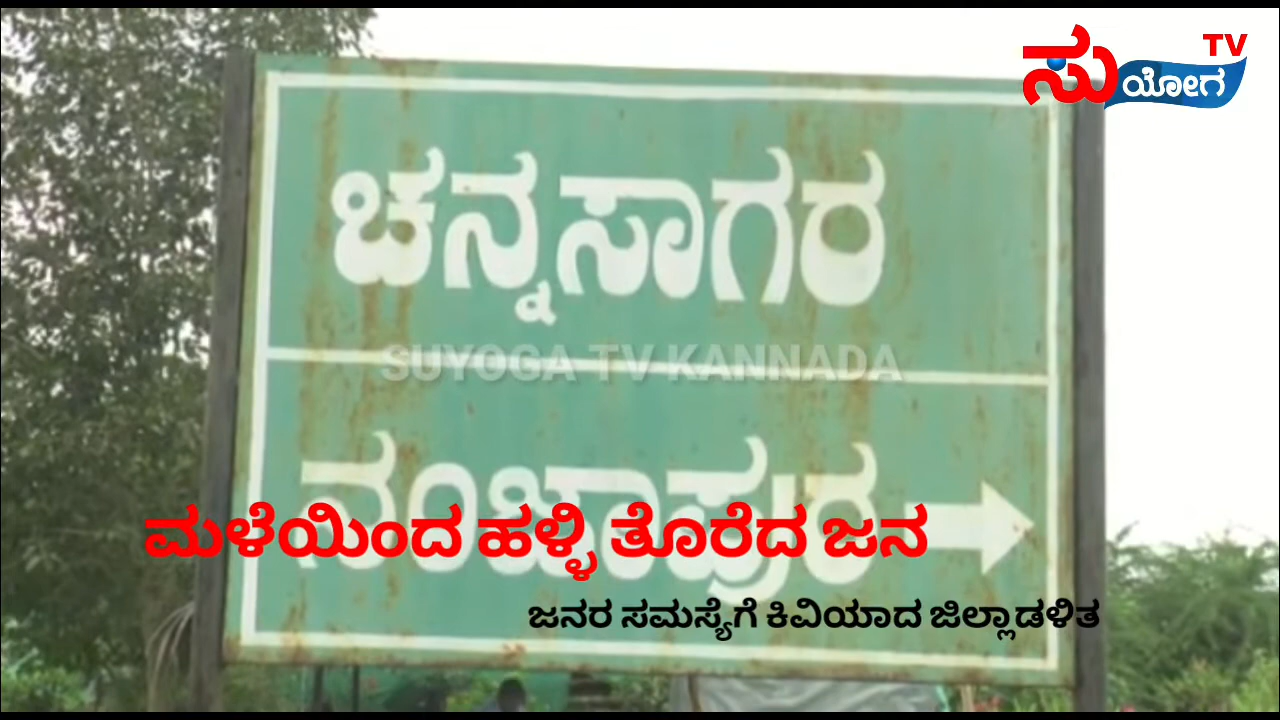 TV
ಸುಯೋಗ
ಚನ್ನಸಾಗರ
SUYOGA TV KANNADA
ನಂಜಾಪುರ
ಮಳೆಯಿಂದ ಹಳ್ಳಿ ತೊರೆದ ಜನ
ಜನರ ಸಮಸ್ಯೆಗೆ ಕಿವಿಯಾದ ಜಿಲ್ಲಾಡಳಿತ